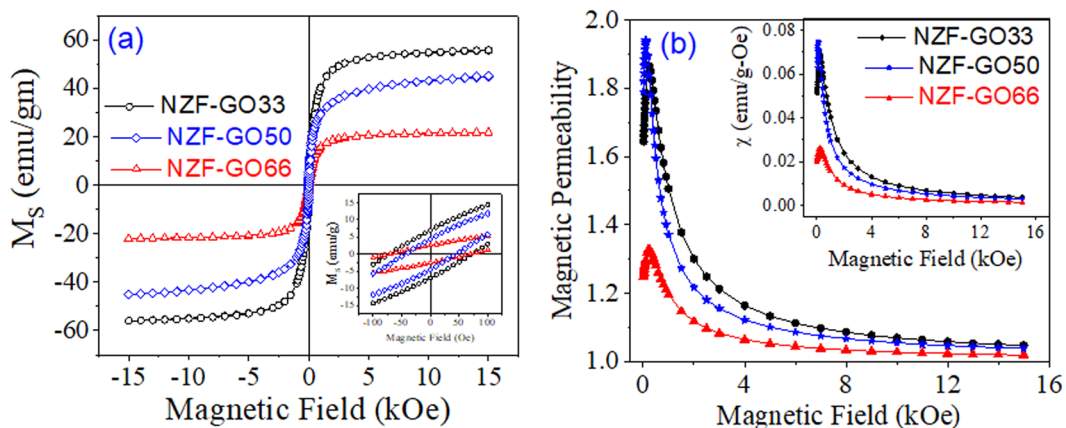 (a)
M_S (emu/gm)
60
40
20
0
-20
-40
-60
NZF-GO33
NZF-GO50
NZF-GO66
-15 -10 -5 0 5 10 15
Magnetic Field (kOe)
M_s (emu/g)
15
10
5
0
-5
-10
-15
-100 -50 0 50 100
Magnetic Field (Oe)
(b)
Magnetic Permeability
2.0
1.8
1.6
1.4
1.2
1.0
0 4 8 12 16
Magnetic Field (kOe)
χ (emu/g-Oe)
0.08
0.06
0.04
0.02
0.00
NZF-GO33
NZF-GO50
NZF-GO66
0 4 8 12 16
Magnetic Field (kOe)